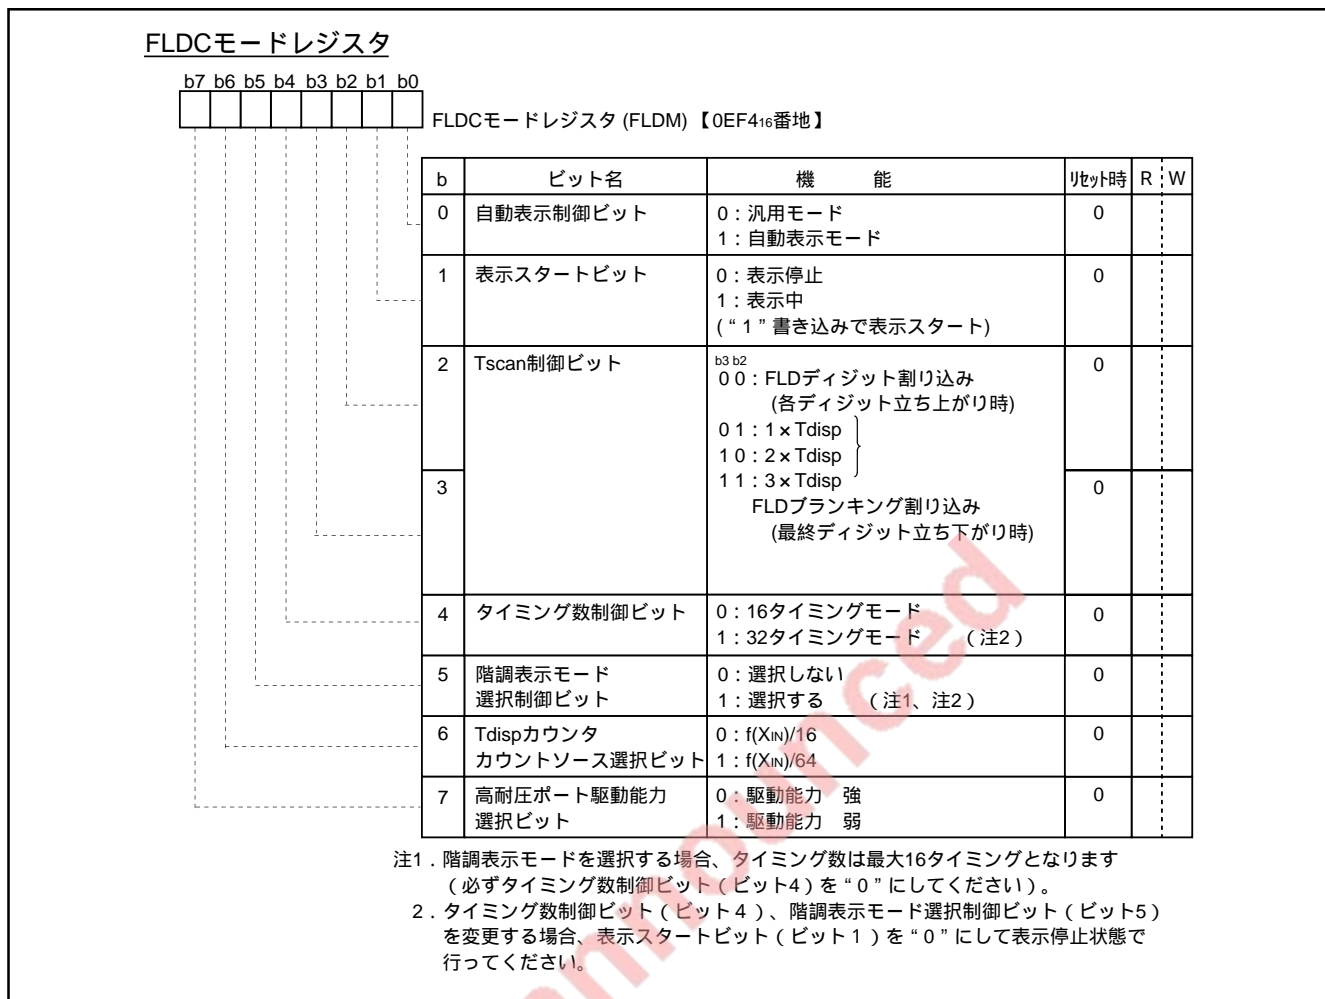 FLDCモードレジスタ
b7 b6 b5 b4 b3 b2 b1 b0
FLDCモードレジスタ (FLDM) 【0EF416番地】
b ビット名 機 能 リセット時 R W
0 自動表示制御ビット 0：汎用モード 0
1：自動表示モード
1 表示スタートビット 0：表示停止 0
1：表示中
(“1”書き込みで表示スタート)
2 Tscan制御ビット b3 b2 0
0 0：FLDディジット割り込み
(各ディジット立ち上がり時)
0 1：1×Tdisp
1 0：2×Tdisp
3 1 1：3×Tdisp 0
FLDブランキング割り込み
(最終ディジット立ち下がり時)
4 タイミング数制御ビット 0：16タイミングモード 0
1：32タイミングモード （注2）
5 階調表示モード 0：選択しない 0
選択制御ビット 1：選択する （注1、注2）
6 Tdispカウンタ 0：f(XIN)/16 0
カウントソース選択ビット 1：f(XIN)/64
7 高耐圧ポート駆動能力 0：駆動能力 強 0
選択ビット 1：駆動能力 弱
注1．階調表示モードを選択する場合、タイミング数は最大16タイミングとなります
（必ずタイミング数制御ビット（ビット4）を“0”にしてください）。
2．タイミング数制御ビット（ビット４）、階調表示モード選択制御ビット（ビット5）
を変更する場合、表示スタートビット（ビット１）を“0”にして表示停止状態で
行ってください。
nnounced